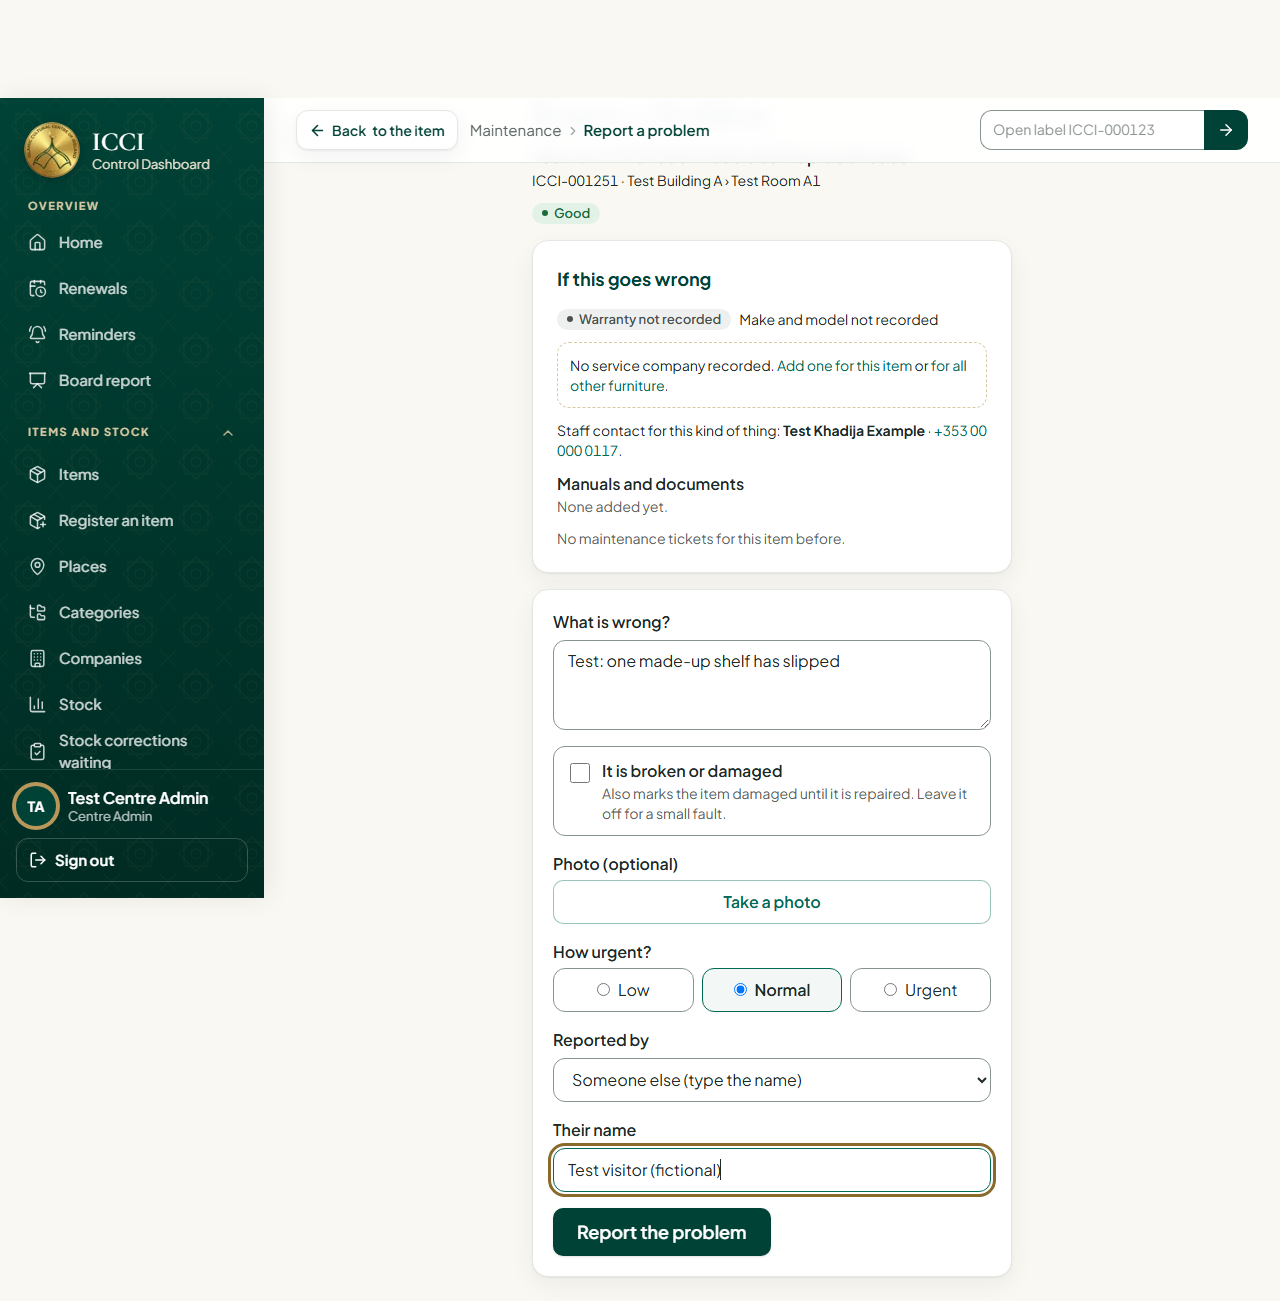 ICCI
Control Dashboard
OVERVIEW
Home
Renewals
Reminders
Board report
ITEMS AND STOCK
Items
Register an item
Places
Categories
Companies
Stock
Stock corrections
waiting
TA
Test Centre Admin
Centre Admin
Sign out
Back to the item
Maintenance › Report a problem
Open label ICCI-000123
ICCI-001251 · Test Building A › Test Room A1
Good
If this goes wrong
Warranty not recorded
Make and model not recorded
No service company recorded. Add one for this item or for all
other furniture.
Staff contact for this kind of thing: Test Khadija Example · +353 00
000 0117.
Manuals and documents
None added yet.
No maintenance tickets for this item before.
What is wrong?
Test: one made-up shelf has slipped
It is broken or damaged
Also marks the item damaged until it is repaired. Leave it
off for a small fault.
Photo (optional)
Take a photo
How urgent?
Low
Normal
Urgent
Reported by
Someone else (type the name)
Their name
Test visitor (fictional)
Report the problem